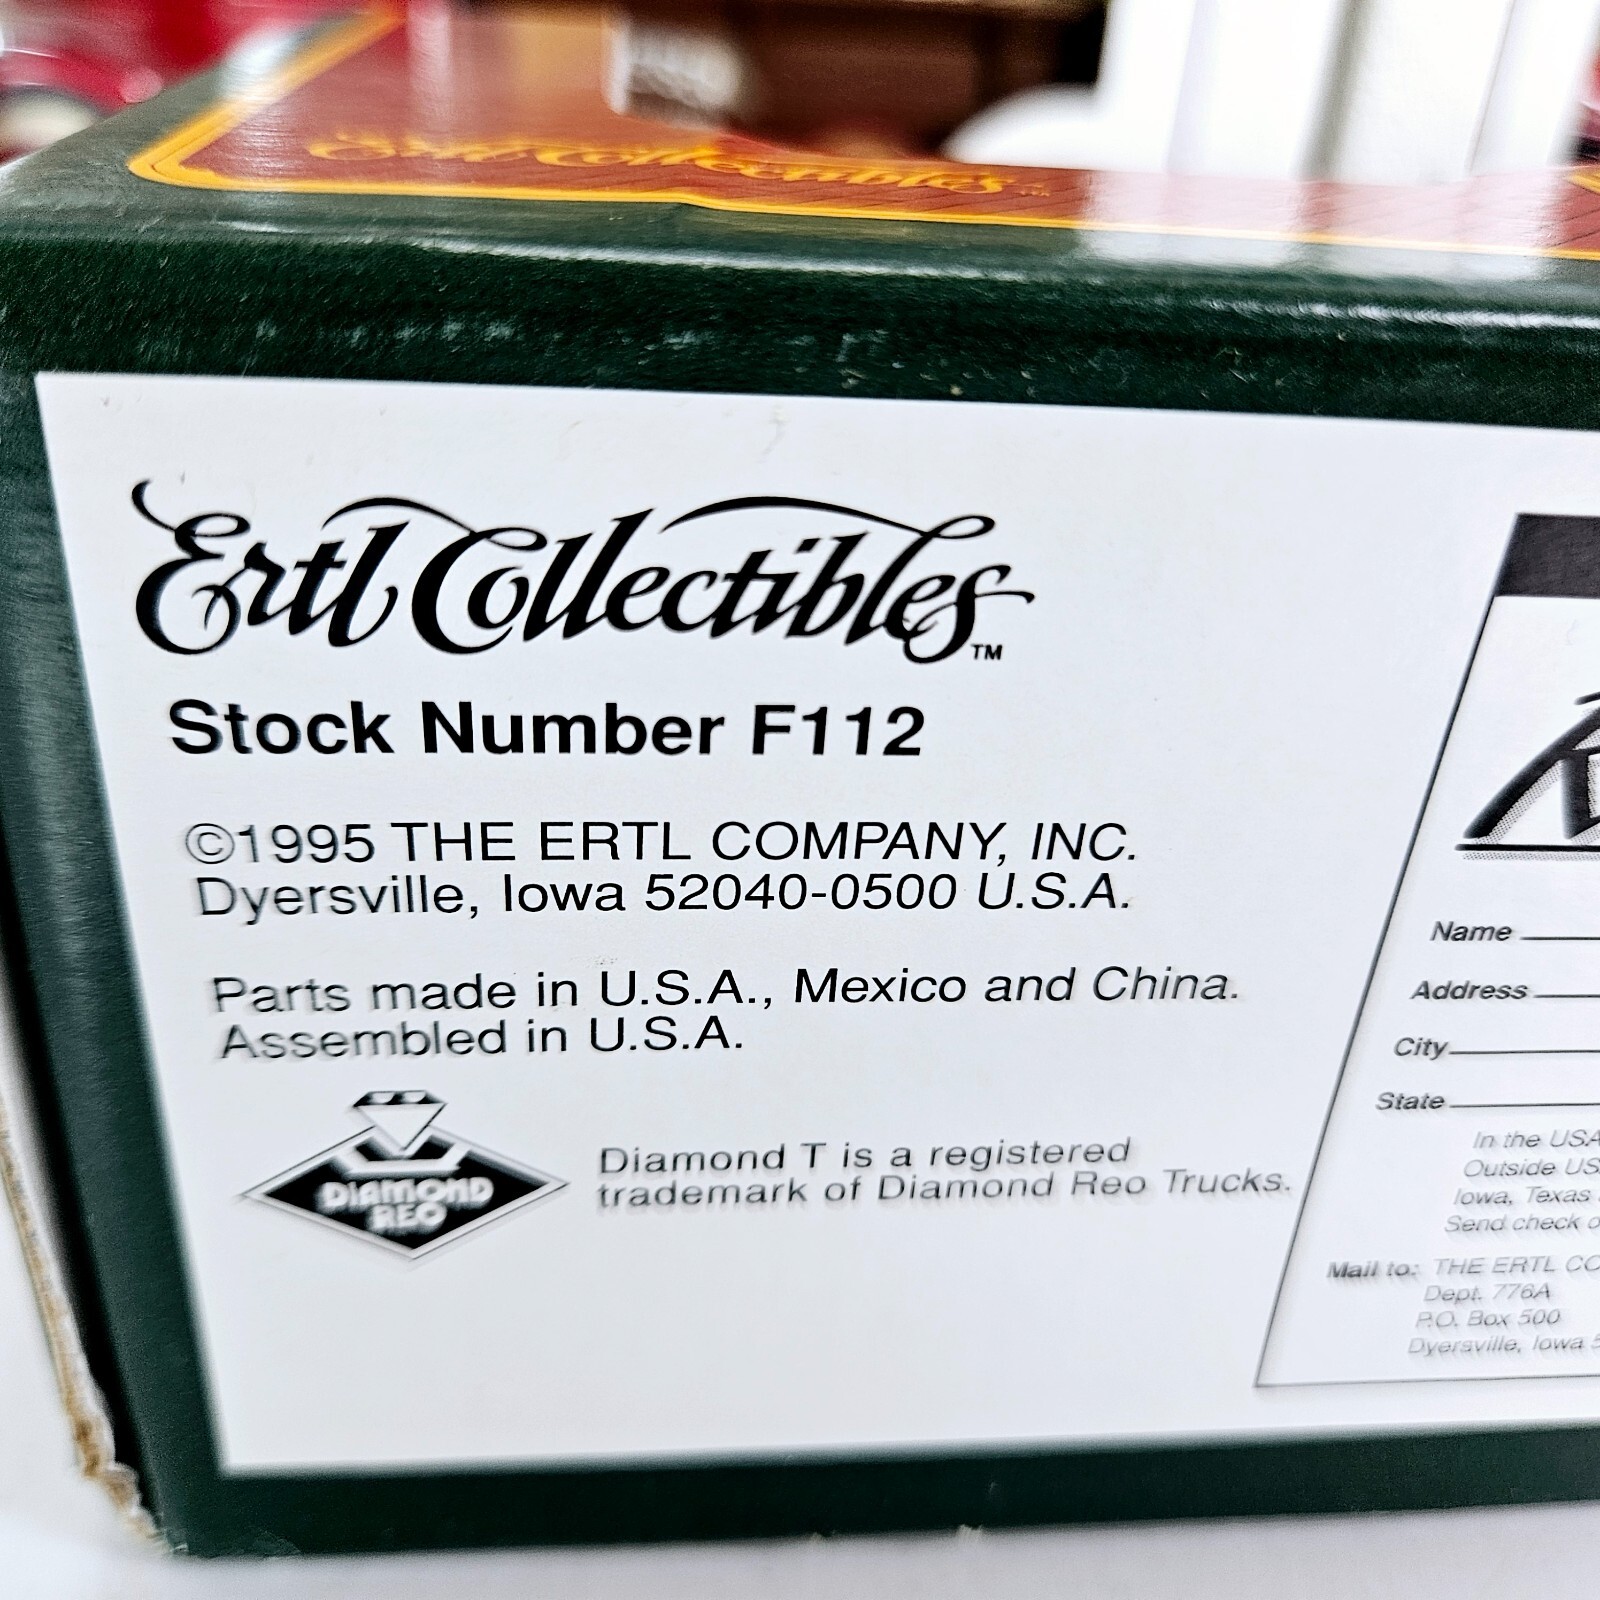 Ertl Collectibles™
Ertl Collectibles™
Stock Number F112
©1995 THE ERTL COMPANY, INC.
Dyersville, Iowa 52040-0500 U.S.A.
Parts made in U.S.A., Mexico and China.
Assembled in U.S.A.
DIAMOND
REO
Diamond T is a registered
trademark of Diamond Reo Trucks.
Name
Address
City
State
In the USA
Outside US
Iowa, Texas
Send check
Mail to: THE ERTL CO
Dept. 776A
P.O. Box 500
Dyersville, Iowa 5